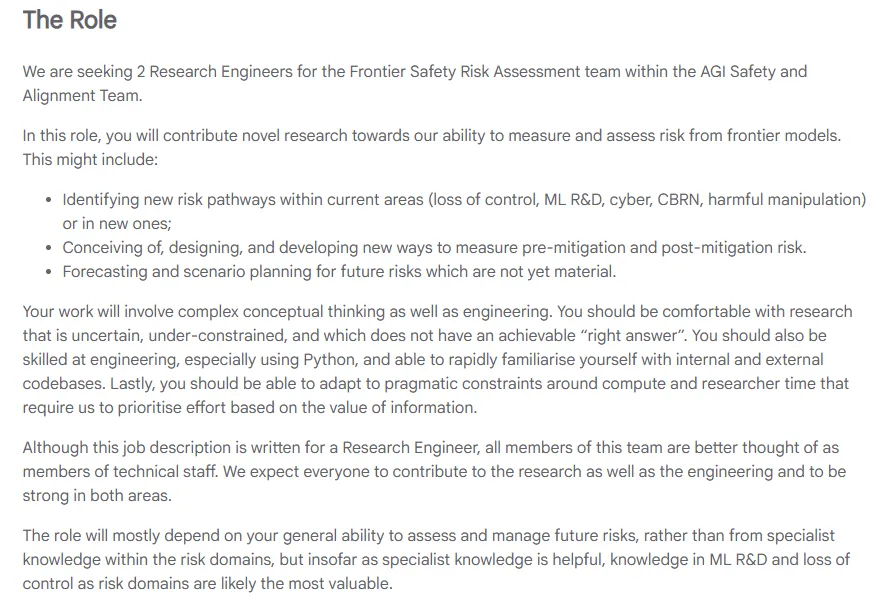 The Role
We are seeking 2 Research Engineers for the Frontier Safety Risk Assessment team within the AGI Safety and
Alignment Team.
In this role, you will contribute novel research towards our ability to measure and assess risk from frontier models.
This might include:
• Identifying new risk pathways within current areas (loss of control, ML R&D, cyber, CBRN, harmful manipulation)
or in new ones;
• Conceiving of, designing, and developing new ways to measure pre-mitigation and post-mitigation risk.
• Forecasting and scenario planning for future risks which are not yet material.
Your work will involve complex conceptual thinking as well as engineering. You should be comfortable with research
that is uncertain, under-constrained, and which does not have an achievable “right answer”. You should also be
skilled at engineering, especially using Python, and able to rapidly familiarise yourself with internal and external
codebases. Lastly, you should be able to adapt to pragmatic constraints around compute and researcher time that
require us to prioritise effort based on the value of information.
Although this job description is written for a Research Engineer, all members of this team are better thought of as
members of technical staff. We expect everyone to contribute to the research as well as the engineering and to be
strong in both areas.
The role will mostly depend on your general ability to assess and manage future risks, rather than from specialist
knowledge within the risk domains, but insofar as specialist knowledge is helpful, knowledge in ML R&D and loss of
control as risk domains are likely the most valuable.